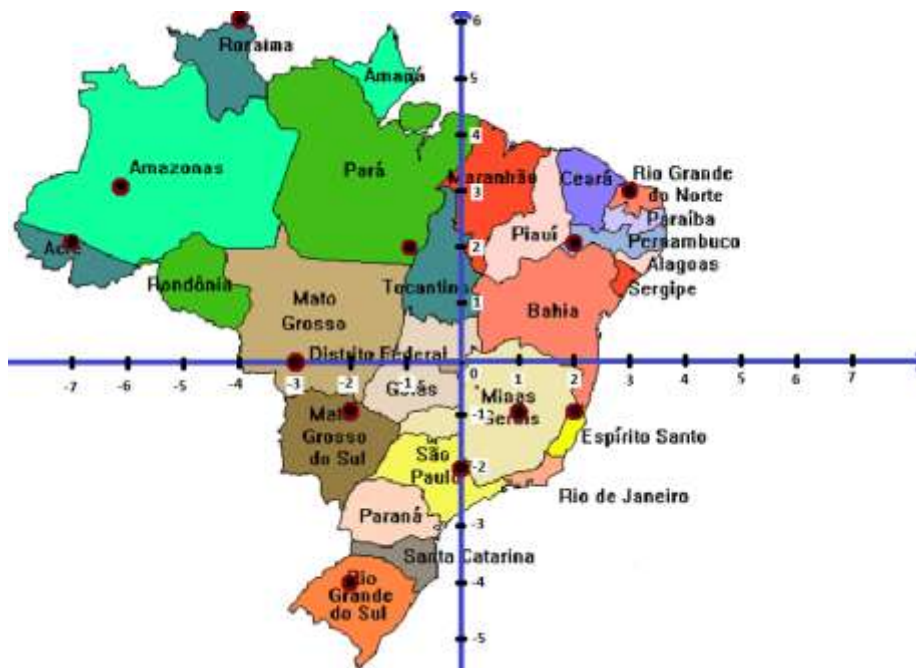 6
Roraima
5
Amapá
4
Amazonas
Pará
Maranhão
Ceará
Rio Grande
do Norte
3
Paraíba
Piauí
Pernambuco
2
Acre
Alagoas
Rondônia
Tocantins
Sergipe
Mato
Grosso
1
Bahia
Distrito Federal
0
-7 -6 -5 -4 -3 -2 -1 1 2 3 4 5 6 7 8
Goiás
Minas
Gerais
-1
Mato
Grosso
do Sul
Espírito Santo
São
Paulo
-2
Rio de Janeiro
Paraná
-3
Santa Catarina
-4
Rio
Grande
do Sul
-5